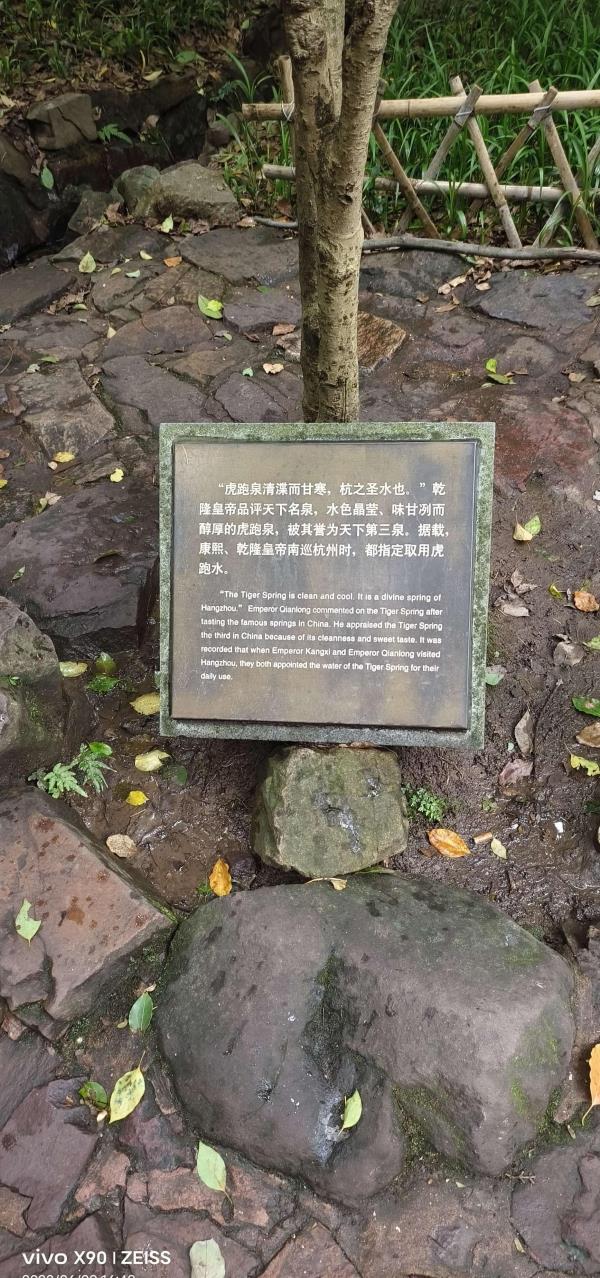 “虎跑泉清渫而甘寒，杭之圣水也。”乾
隆皇帝品评天下名泉，水色晶莹、味甘冽而
醇厚的虎跑泉，被其誉为天下第三泉。据载，
康熙、乾隆皇帝南巡杭州时，都指定取用虎
跑水。
“The Tiger Spring is clean and cool. It is a divine spring of
Hangzhou.” Emperor Qianlong commented on the Tiger Spring after
tasting the famous springs in China. He appraised the Tiger Spring
the third in China because of its cleanness and sweet taste. It was
recorded that when Emperor Kangxi and Emperor Qianlong visited
Hangzhou, they both appointed the water of the Tiger Spring for their
daily use.
vivo X90 | ZEISS